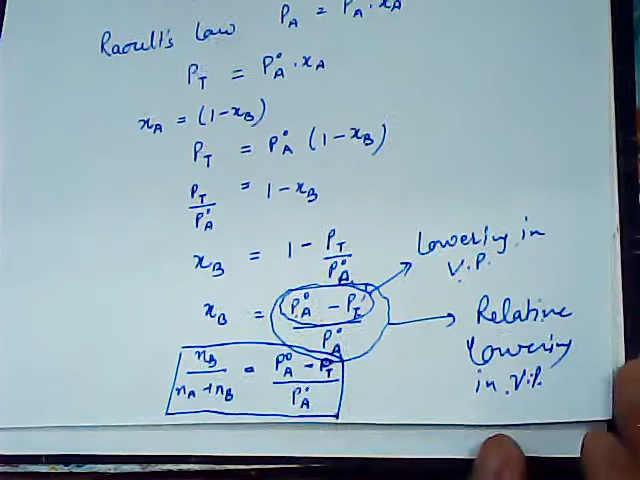 Raoult's Law P_A = P_A° · x_A
P_T = P_A° · x_A
x_A = (1 - x_B)
P_T = P_A° (1 - x_B)
P_T / P_A° = 1 - x_B
x_B = 1 - P_T / P_A°
Lowering in
V.P.
x_B = (P_A° - P_T) / P_A°
Relative
Lowering
in V.P.
n_B / (n_A + n_B) = (P_A° - P_T) / P_A°